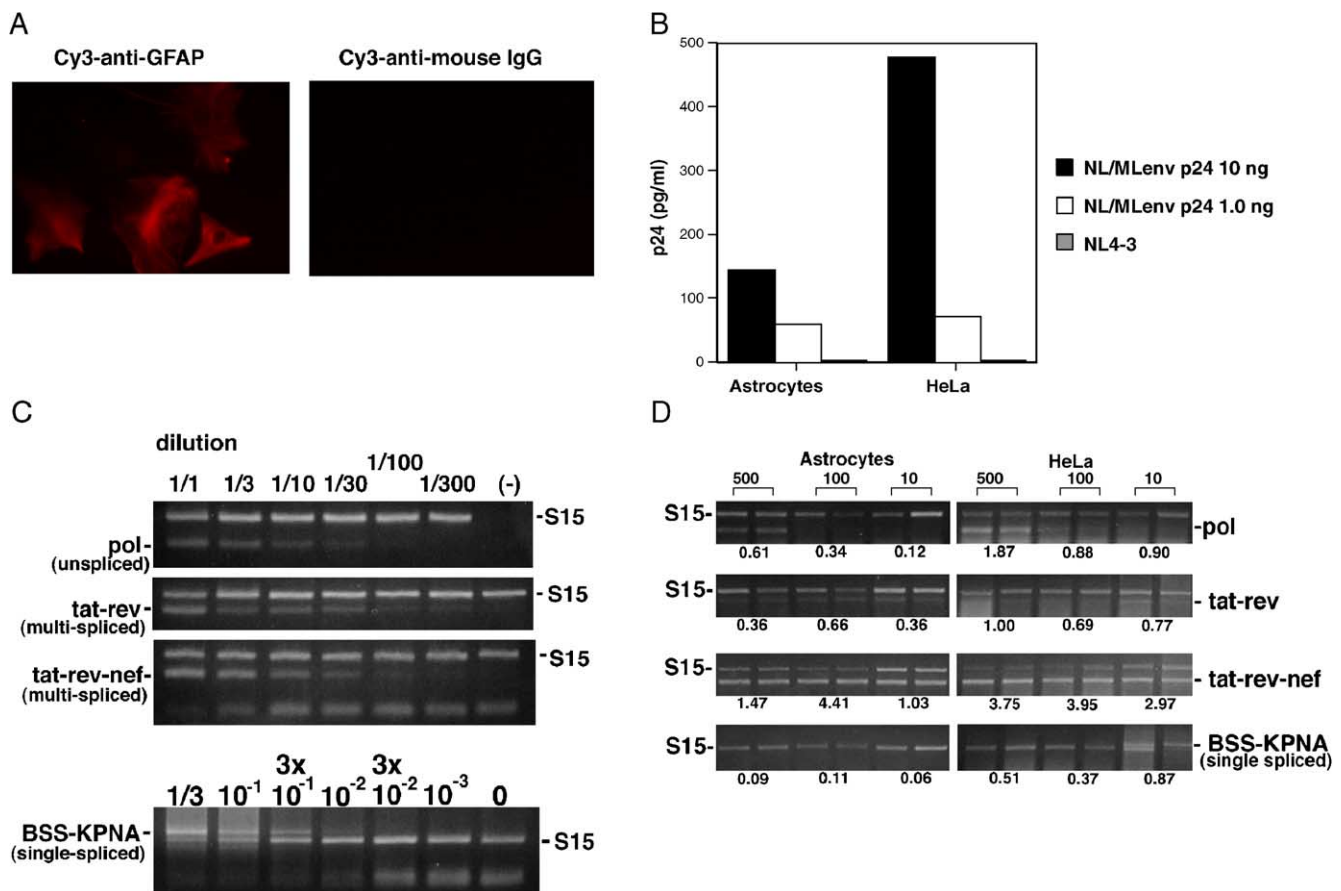 A
Cy3-anti-GFAP
Cy3-anti-mouse IgG
B
500
400
300
200
100
0
p24 (pg/ml)
Astrocytes
HeLa
NL/MLenv p24 10 ng
NL/MLenv p24 1.0 ng
NL4-3
C
dilution
1/1 1/3 1/10 1/30 1/100 1/300 (-)
-S15
pol-
(unspliced)
-S15
tat-rev-
(multi-spliced)
-S15
tat-rev-nef-
(multi-spliced)
3x 3x
1/3 10-1 10-1 10-2 10-2 10-3 0
BSS-KPNA-
(single-spliced)
-S15
D
Astrocytes
HeLa
500 100 10
500 100 10
S15-
-pol
0.61 0.34 0.12
1.87 0.88 0.90
S15-
- tat-rev
0.36 0.66 0.36
1.00 0.69 0.77
S15-
- tat-rev-nef
1.47 4.41 1.03
3.75 3.95 2.97
S15-
- BSS-KPNA
(single spliced)
0.09 0.11 0.06
0.51 0.37 0.87